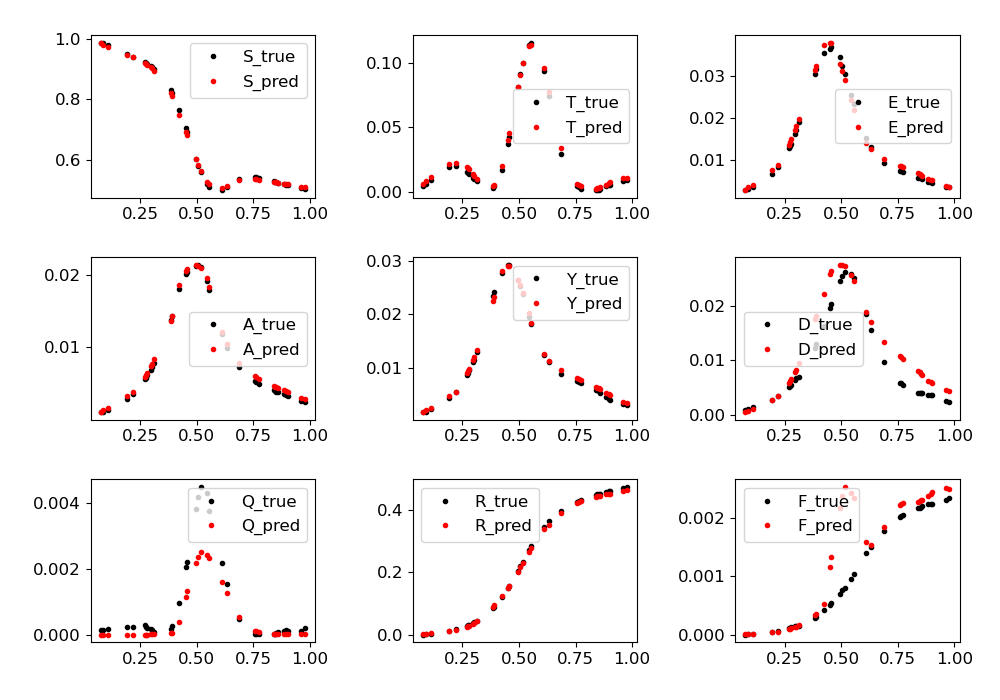 1.0
0.8
0.6
0.25 0.50 0.75 1.00
S_true
S_pred
0.10
0.05
0.00
0.25 0.50 0.75 1.00
T_true
T_pred
0.03
0.02
0.01
0.25 0.50 0.75 1.00
E_true
E_pred
0.02
0.01
0.25 0.50 0.75 1.00
A_true
A_pred
0.03
0.02
0.01
0.25 0.50 0.75 1.00
Y_true
Y_pred
0.02
0.01
0.00
0.25 0.50 0.75 1.00
D_true
D_pred
0.004
0.002
0.000
0.25 0.50 0.75 1.00
Q_true
Q_pred
0.4
0.2
0.0
0.25 0.50 0.75 1.00
R_true
R_pred
0.002
0.001
0.000
0.25 0.50 0.75 1.00
F_true
F_pred